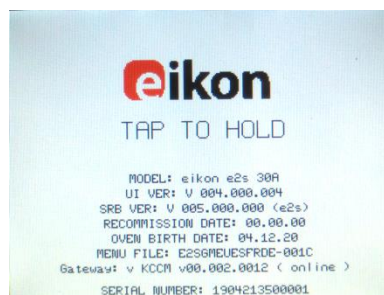 eikon
TAP TO HOLD
MODEL: eikon e2s 30A
UI VER: V 004.000.004
SRB VER: V 005.000.000 (e2s)
RECOMMISSION DATE: 00.00.00
OVEN BIRTH DATE: 04.12.20
MENU FILE: E2SGMEUESFRDE-001C
Gateway: v KCCM v00.002.0012 ( online )
SERIAL NUMBER: 1904213500001